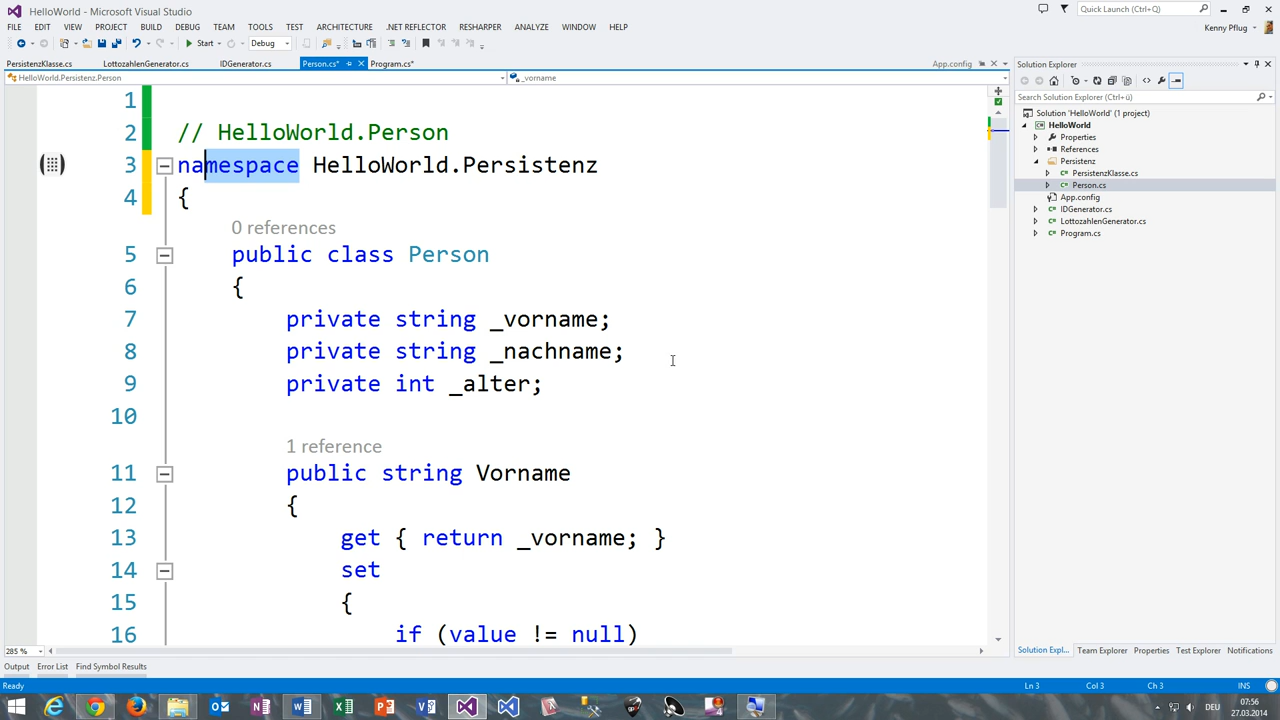 HelloWorld - Microsoft Visual Studio
Quick Launch (Ctrl+Q)
FILE EDIT VIEW PROJECT BUILD DEBUG TEAM TOOLS TEST ARCHITECTURE .NET REFLECTOR RESHARPER ANALYZE WINDOW HELP
Kenny Pflug
Start Debug
PersistenzKlasse.cs LottozahlenGenerator.cs IDGenerator.cs Person.cs* Program.cs* App.config
HelloWorld.Persistenz.Person _vorname
1
2 // HelloWorld.Person
3 namespace HelloWorld.Persistenz
4 {
0 references
5 public class Person
6 {
7 private string _vorname;
8 private string _nachname;
9 private int _alter;
10
1 reference
11 public string Vorname
12 {
13 get { return _vorname; }
14 set
15 {
16 if (value != null)
285 %
Solution Explorer
Search Solution Explorer (Ctrl+ü)
Solution 'HelloWorld' (1 project)
HelloWorld
Properties
References
Persistenz
PersistenzKlasse.cs
Person.cs
App.config
IDGenerator.cs
LottozahlenGenerator.cs
Program.cs
Solution Expl... Team Explorer Properties Test Explorer Notifications
Output Error List Find Symbol Results
Ready Ln 3 Col 3 Ch 3 INS
DEU
07:56
27.03.2014